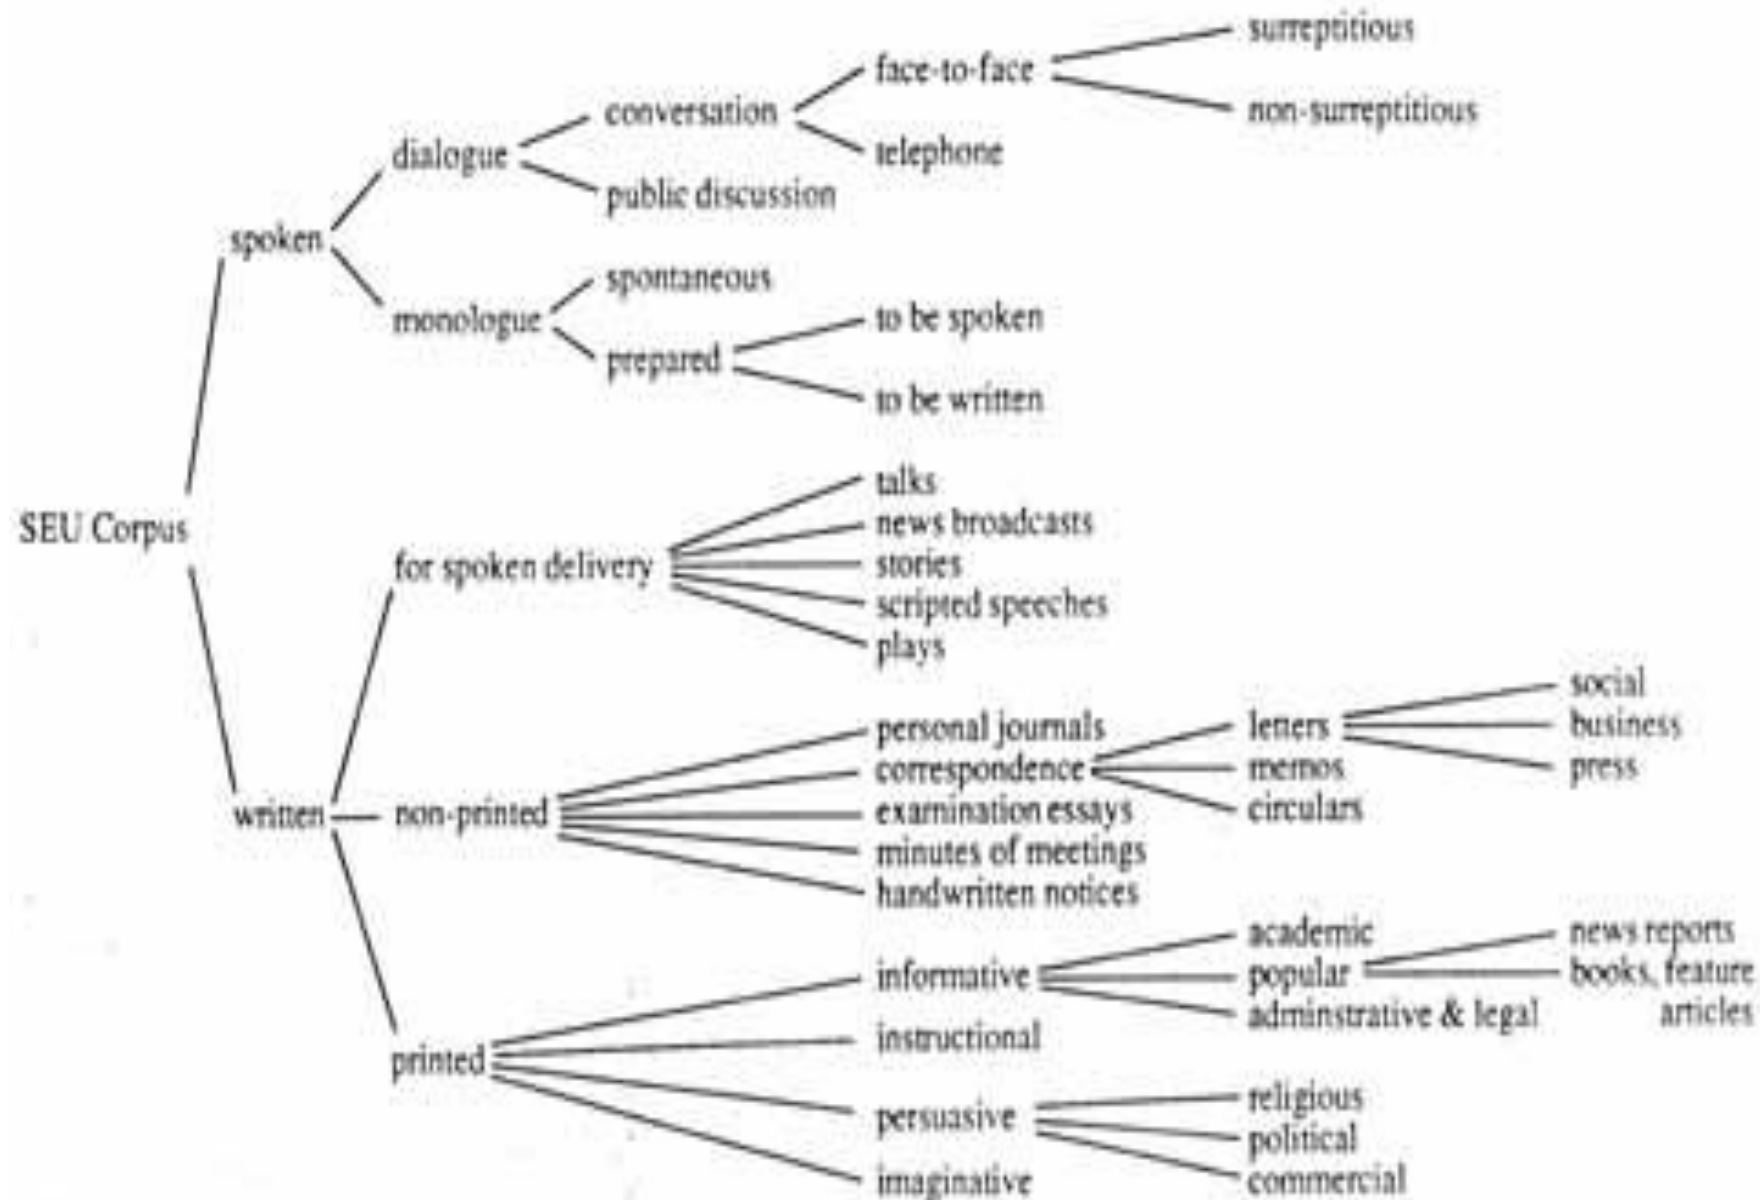 surreptitious
face-to-face
conversation
non-surreptitious
dialogue
telephone
public discussion
spoken
spontaneous
monologue
to be spoken
prepared
to be written
talks
SEU Corpus
news broadcasts
for spoken delivery
stories
scripted speeches
plays
social
personal journals
letters
business
correspondence
memos
press
written
non-printed
examination essays
circulars
minutes of meetings
handwritten notices
academic
news reports
informative
popular
books, feature
adminstrative & legal
articles
instructional
printed
religious
persuasive
political
imaginative
commercial